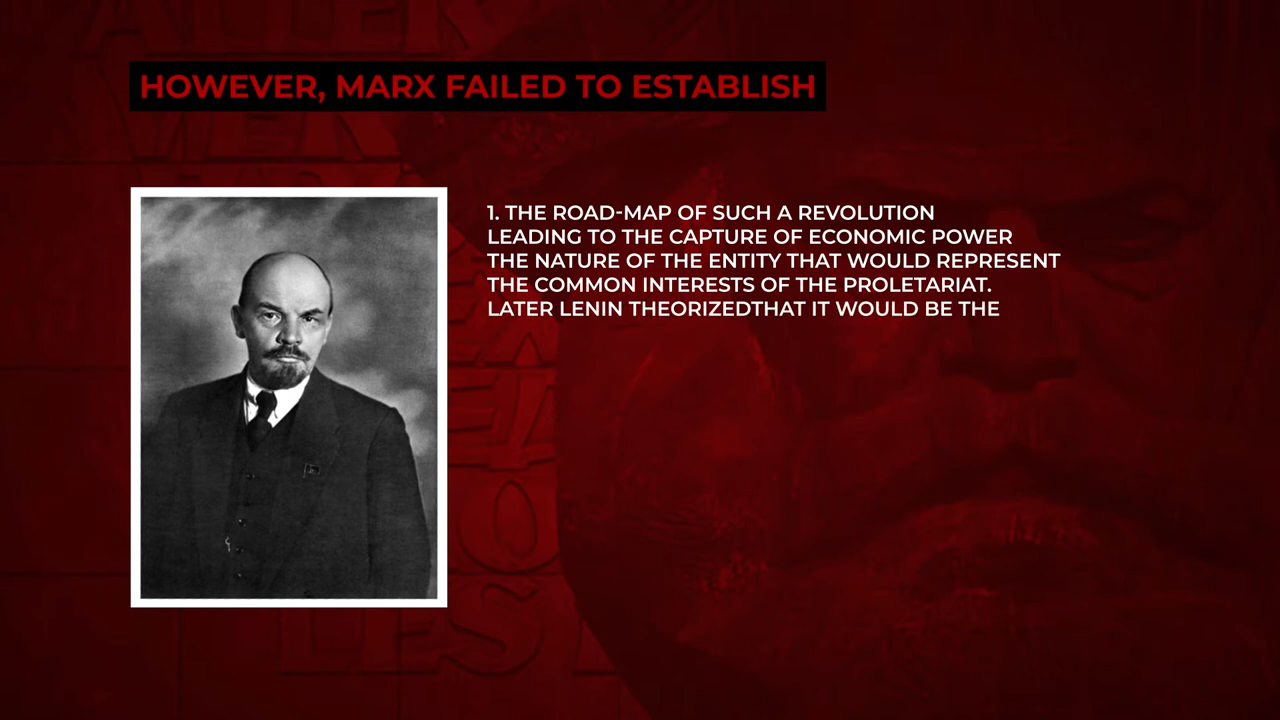 HOWEVER, MARX FAILED TO ESTABLISH
1. THE ROAD-MAP OF SUCH A REVOLUTION
LEADING TO THE CAPTURE OF ECONOMIC POWER
THE NATURE OF THE ENTITY THAT WOULD REPRESENT
THE COMMON INTERESTS OF THE PROLETARIAT.
LATER LENIN THEORIZEDTHAT IT WOULD BE THE